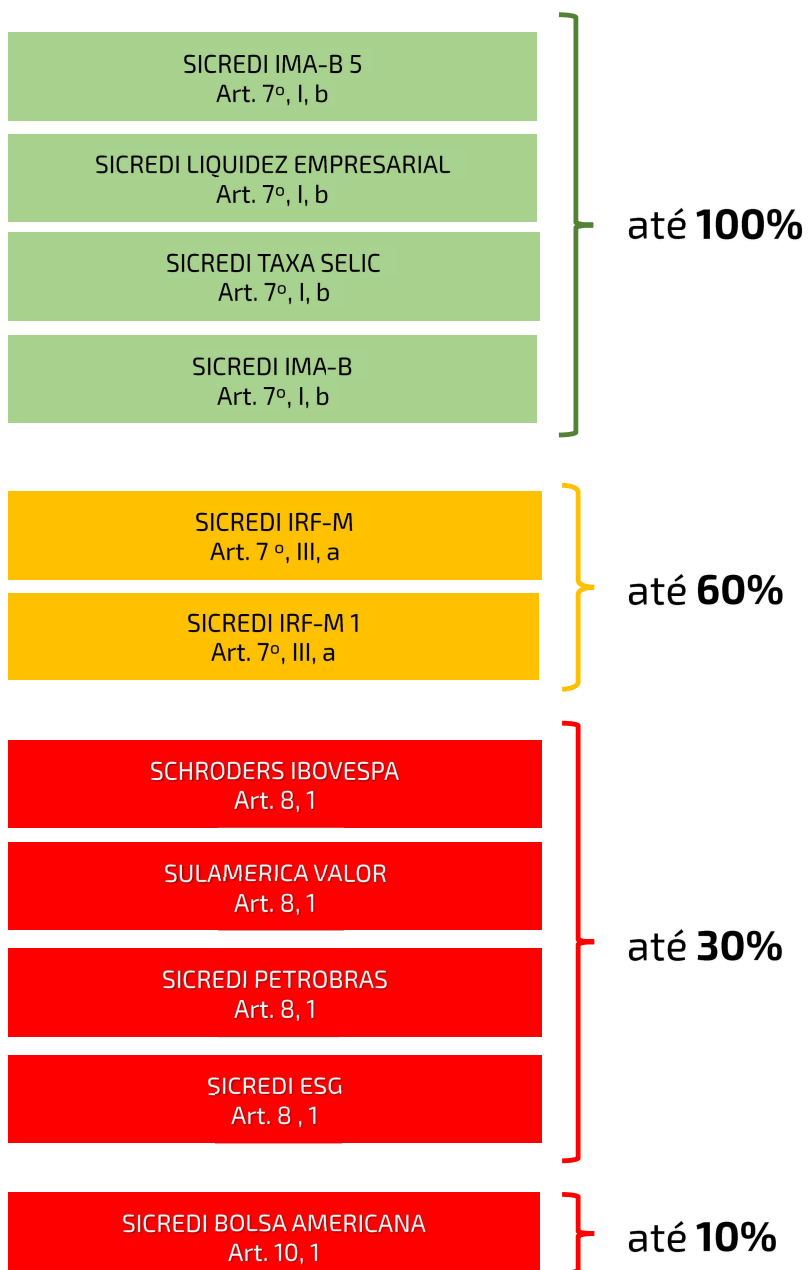 SICREDI IMA-B 5
Art. 7º, I, b
SICREDI LIQUIDEZ EMPRESARIAL
Art. 7º, I, b
SICREDI TAXA SELIC
Art. 7º, I, b
SICREDI IMA-B
Art. 7º, I, b
até 100%
SICREDI IRF-M
Art. 7 º, III, a
SICREDI IRF-M 1
Art. 7º, III, a
até 60%
SCHRODERS IBOVESPA
Art. 8, 1
SULAMERICA VALOR
Art. 8, 1
SICREDI PETROBRAS
Art. 8, 1
SICREDI ESG
Art. 8 , 1
até 30%
SICREDI BOLSA AMERICANA
Art. 10, 1
até 10%